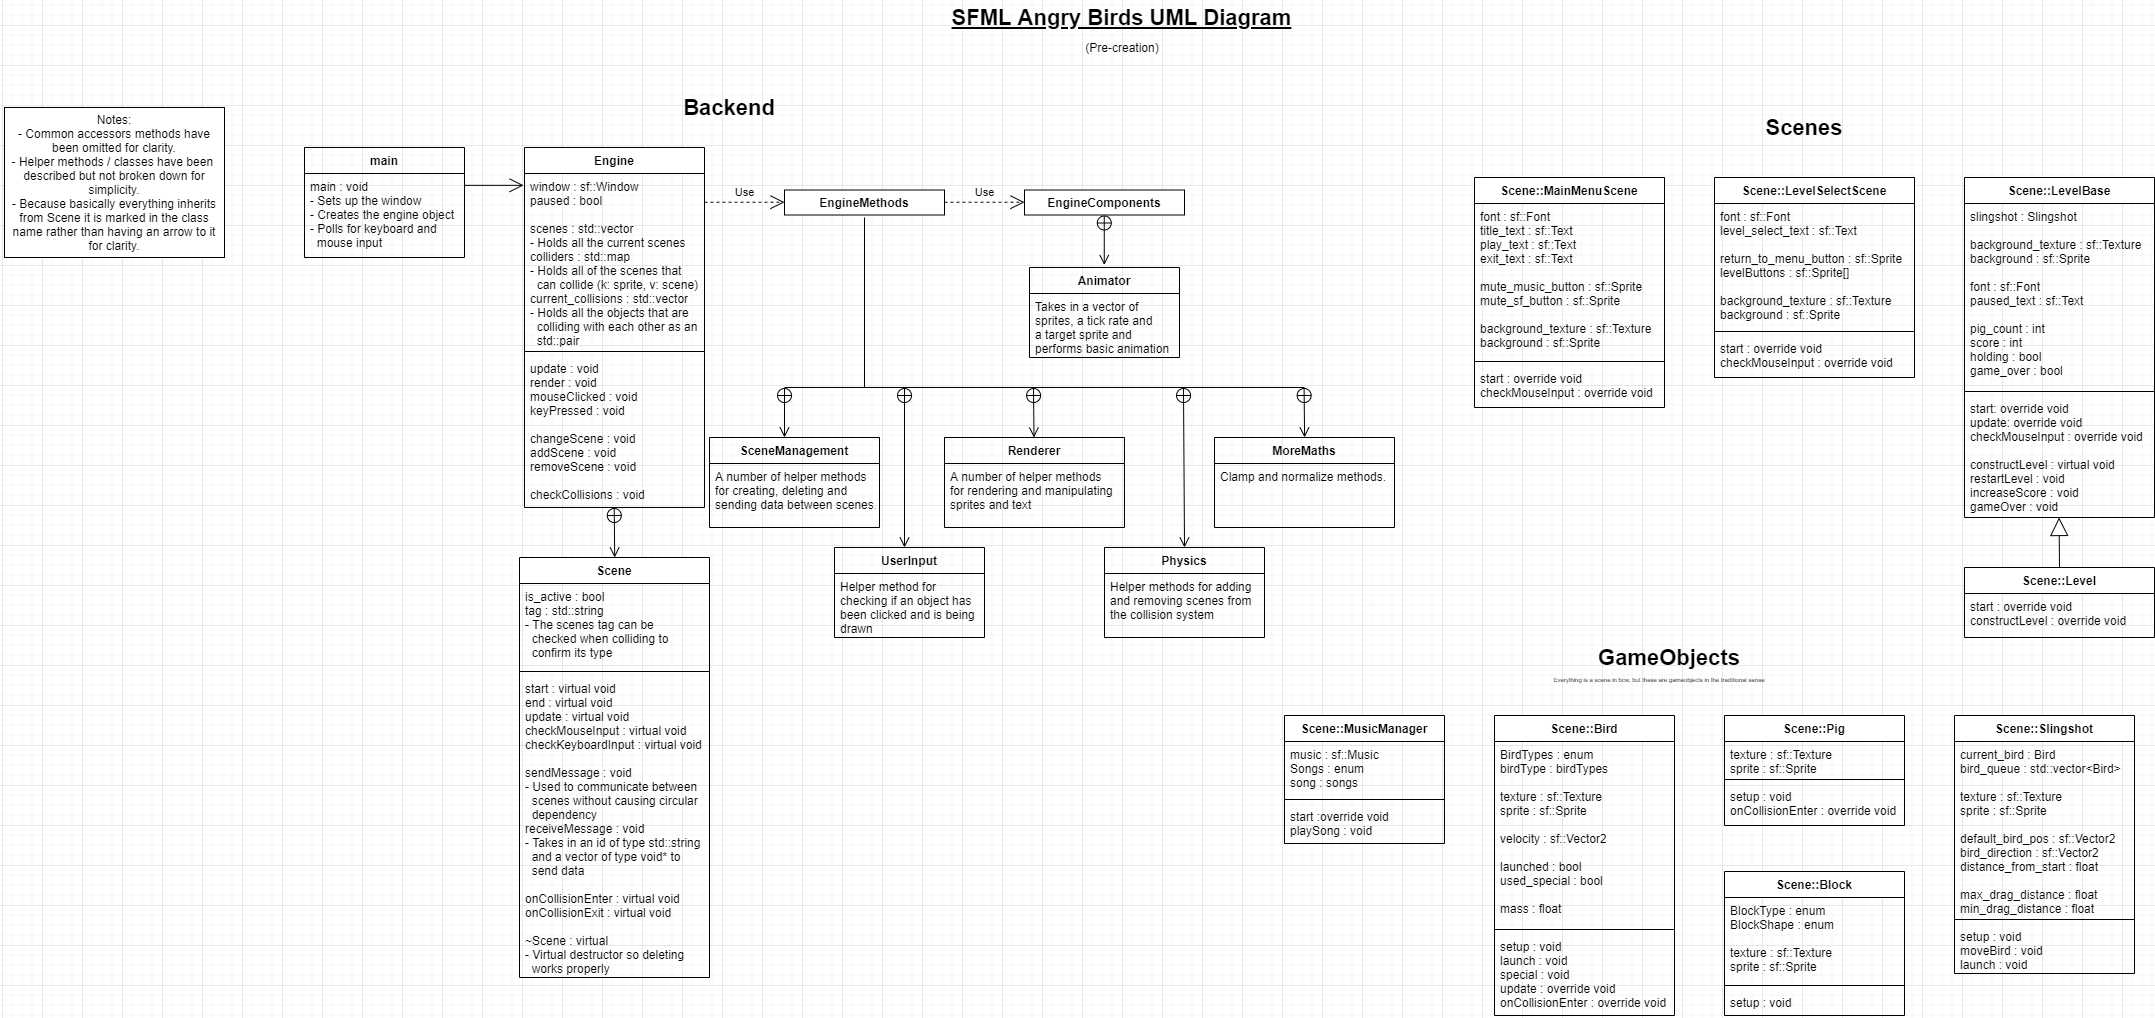 SFML Angry Birds UML Diagram
(Pre-creation)
Backend
Scenes
Notes:
- Common accessors methods have
been omitted for clarity.
- Helper methods / classes have been
described but not broken down for
simplicity.
- Because basically everything inherits
from Scene it is marked in the class
name rather than having an arrow to it
for clarity.
main
main : void
- Sets up the window
- Creates the engine object
- Polls for keyboard and
mouse input
Engine
window : sf::Window
paused : bool
scenes : std::vector
- Holds all the current scenes
colliders : std::map
- Holds all of the scenes that
can collide (k: sprite, v: scene)
current_collisions : std::vector
- Holds all the objects that are
colliding with each other as an
std::pair
update : void
render : void
mouseClicked : void
keyPressed : void
changeScene : void
addScene : void
removeScene : void
checkCollisions : void
Use
EngineMethods
Use
EngineComponents
Animator
Takes in a vector of
sprites, a tick rate and
a target sprite and
performs basic animation
SceneManagement
A number of helper methods
for creating, deleting and
sending data between scenes.
Renderer
A number of helper methods
for rendering and manipulating
sprites and text
MoreMaths
Clamp and normalize methods.
UserInput
Helper method for
checking if an object has
been clicked and is being
drawn
Physics
Helper methods for adding
and removing scenes from
the collision system
Scene
is_active : bool
tag : std::string
- The scenes tag can be
checked when colliding to
confirm its type
start : virtual void
end : virtual void
update : virtual void
checkMouseInput : virtual void
checkKeyboardInput : virtual void
sendMessage : void
- Used to communicate between
scenes without causing circular
dependency
receiveMessage : void
- Takes in an id of type std::string
and a vector of type void* to
send data
onCollisionEnter : virtual void
onCollisionExit : virtual void
~Scene : virtual
- Virtual destructor so deleting
works properly
Scene::MainMenuScene
font : sf::Font
title_text : sf::Text
play_text : sf::Text
exit_text : sf::Text
mute_music_button : sf::Sprite
mute_sf_button : sf::Sprite
background_texture : sf::Texture
background : sf::Sprite
start : override void
checkMouseInput : override void
Scene::LevelSelectScene
font : sf::Font
level_select_text : sf::Text
return_to_menu_button : sf::Sprite
levelButtons : sf::Sprite[]
background_texture : sf::Texture
background : sf::Sprite
start : override void
checkMouseInput : override void
Scene::LevelBase
slingshot : Slingshot
background_texture : sf::Texture
background : sf::Sprite
font : sf::Font
paused_text : sf::Text
pig_count : int
score : int
holding : bool
game_over : bool
start: override void
update: override void
checkMouseInput : override void
constructLevel : virtual void
restartLevel : void
increaseScore : void
gameOver : void
Scene::Level
start : override void
constructLevel : override void
GameObjects
Everything is a scene in bcw, but these are gameobjects in the traditional sense
Scene::MusicManager
music : sf::Music
Songs : enum
song : songs
start :override void
playSong : void
Scene::Bird
BirdTypes : enum
birdType : birdTypes
texture : sf::Texture
sprite : sf::Sprite
velocity : sf::Vector2
launched : bool
used_special : bool
mass : float
setup : void
launch : void
special : void
update : override void
onCollisionEnter : override void
Scene::Pig
texture : sf::Texture
sprite : sf::Sprite
setup : void
onCollisionEnter : override void
Scene::Block
BlockType : enum
BlockShape : enum
texture : sf::Texture
sprite : sf::Sprite
setup : void
Scene::Slingshot
current_bird : Bird
bird_queue : std::vector<Bird>
texture : sf::Texture
sprite : sf::Sprite
default_bird_pos : sf::Vector2
bird_direction : sf::Vector2
distance_from_start : float
max_drag_distance : float
min_drag_distance : float
setup : void
moveBird : void
launch : void